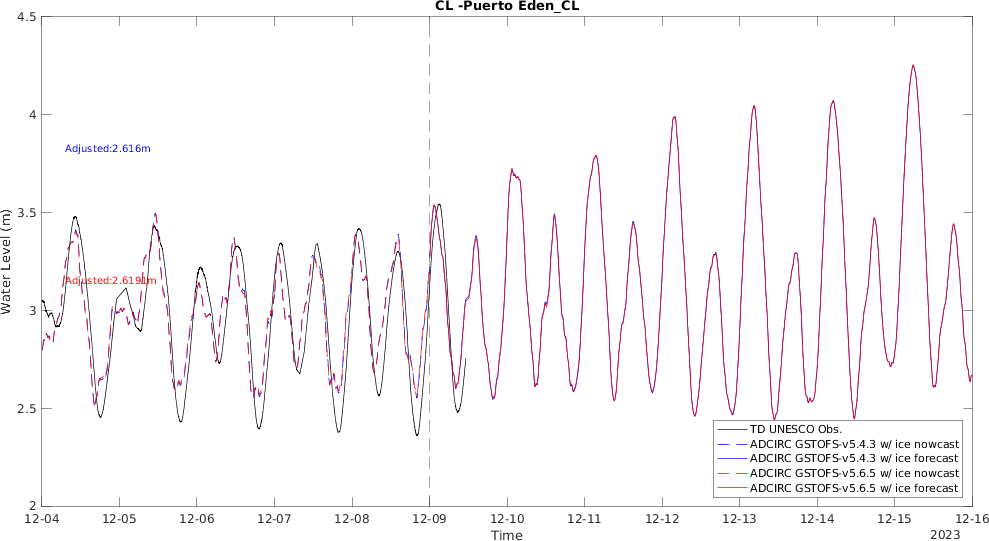 CL -Puerto Eden_CL
4.5
4
3.5
3
2.5
2
Water Level (m)
Adjusted:2.616m
Adjusted:2.6191m
TD UNESCO Obs.
ADCIRC GSTOFS-v5.4.3 w/ ice nowcast
ADCIRC GSTOFS-v5.4.3 w/ ice forecast
ADCIRC GSTOFS-v5.6.5 w/ ice nowcast
ADCIRC GSTOFS-v5.6.5 w/ ice forecast
12-04 12-05 12-06 12-07 12-08 12-09 12-10 12-11 12-12 12-13 12-14 12-15 12-16
Time
2023